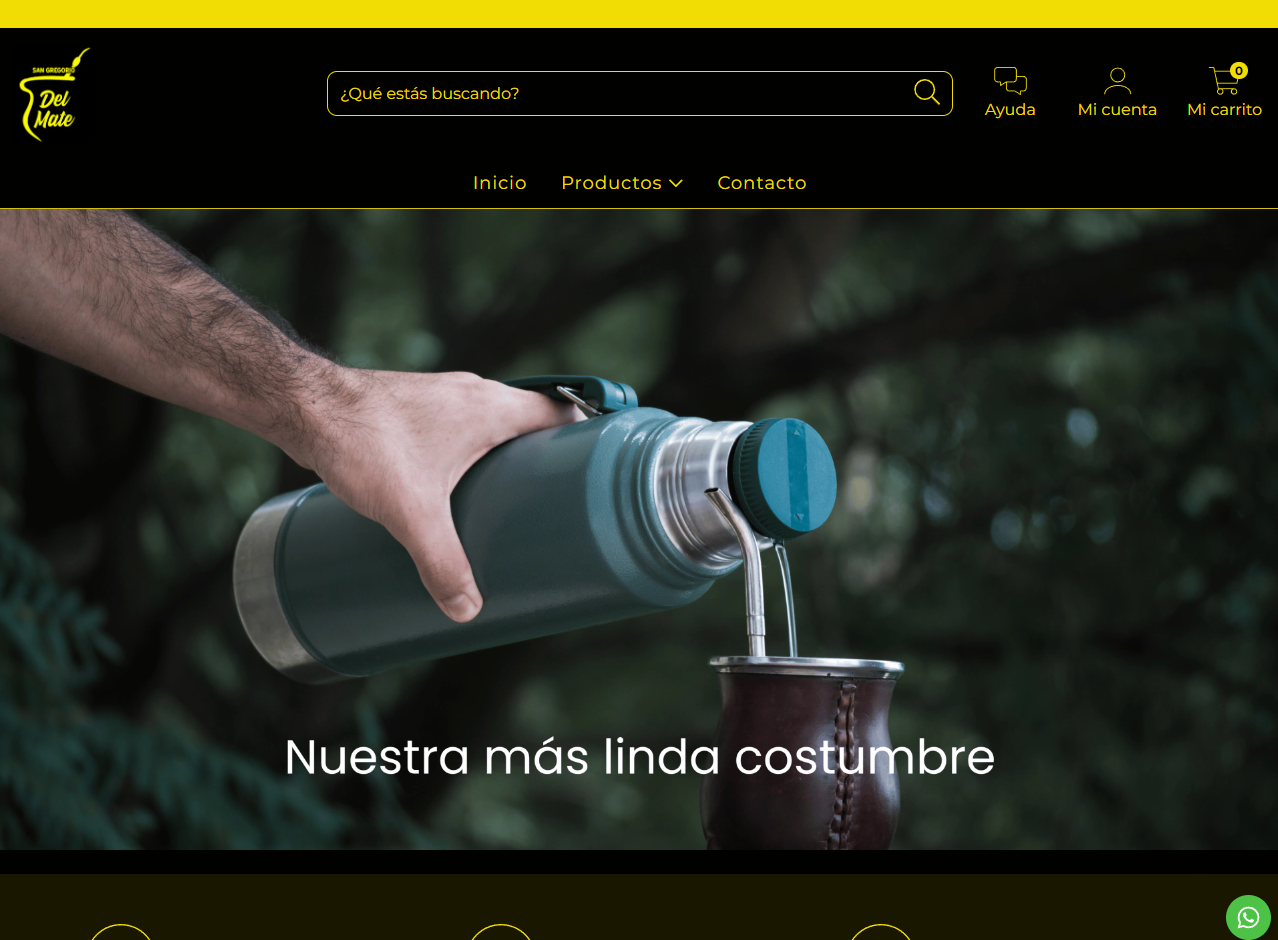 SAN GREGORIO
Del
Mate
¿Qué estás buscando?
Ayuda
Mi cuenta
0
Mi carrito
Inicio
Productos
Contacto
Nuestra más linda costumbre